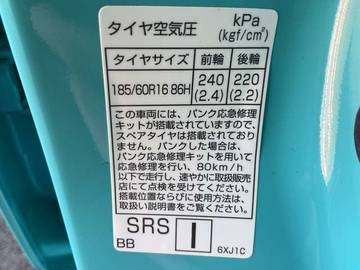 タイヤ空気圧 kPa
(kgf/cm²)
タイヤサイズ 前輪 後輪
185/60R16 86H 240 220
(2.4) (2.2)
この車両には、パンク応急修理
キットが搭載されていますので、
スペアタイヤは搭載されており
ません。パンクした場合は、
パンク応急修理キットを用いて
応急修理を行い、80km/h
以下で走行し、速やかに取扱販売
店にて点検を受けてください。
搭載位置ならびに使用方法は、
取扱説明書をご覧ください。
SRS I
BB 6XJ1C